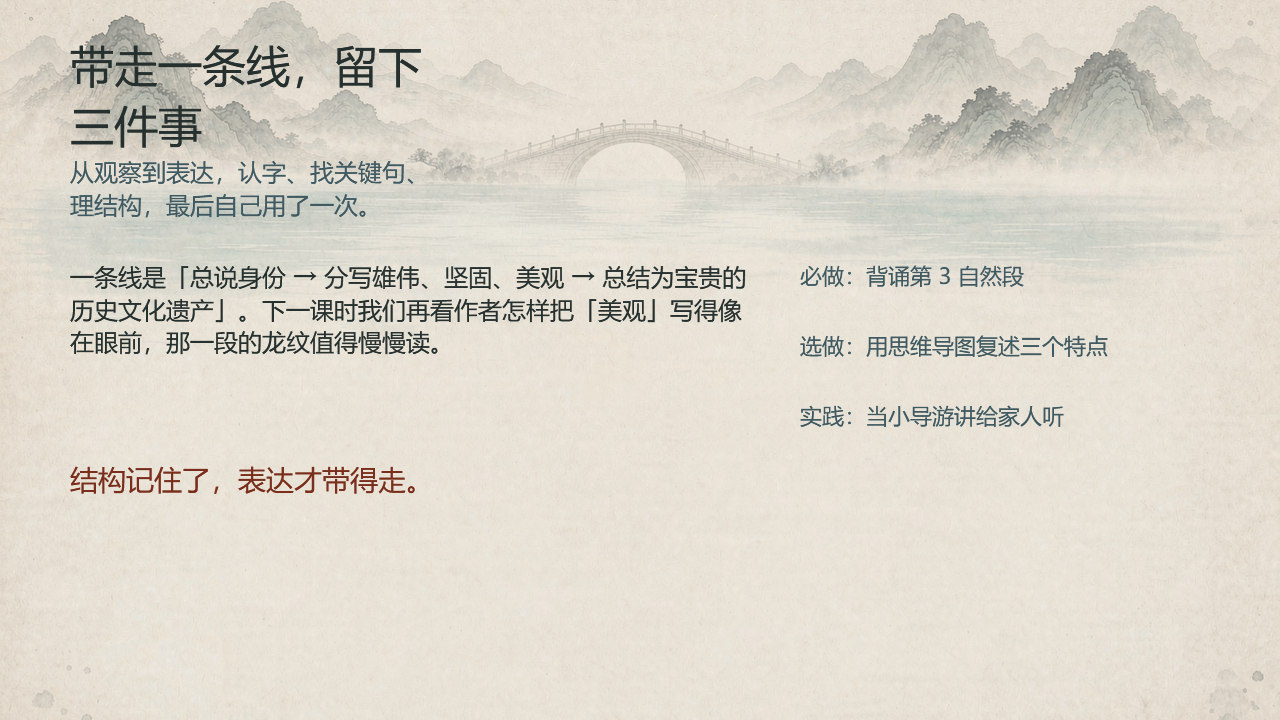 带走一条线，留下
三件事
从观察到表达，认字、找关键句、
理结构，最后自己用了一次。
一条线是「总说身份 → 分写雄伟、坚固、美观 → 总结为宝贵的
历史文化遗产」。下一课时我们再看作者怎样把「美观」写得像
在眼前，那一段的龙纹值得慢慢读。
必做：背诵第 3 自然段
选做：用思维导图复述三个特点
实践：当小导游讲给家人听
结构记住了，表达才带得走。